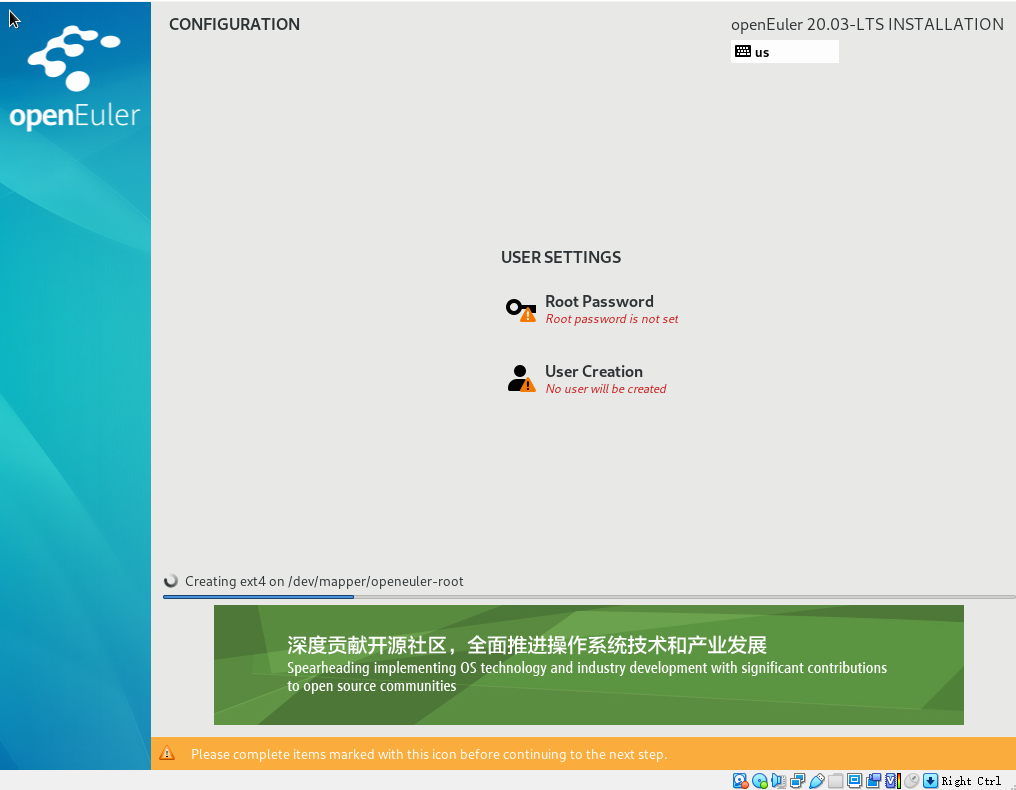 openEuler
CONFIGURATION
openEuler 20.03-LTS INSTALLATION
us
USER SETTINGS
Root Password
Root password is not set
User Creation
No user will be created
Creating ext4 on /dev/mapper/openeuler-root
深度贡献开源社区，全面推进操作系统技术和产业发展
Spearheading implementing OS technology and industry development with significant contributions
to open source communities
Please complete items marked with this icon before continuing to the next step.
Right Ctrl